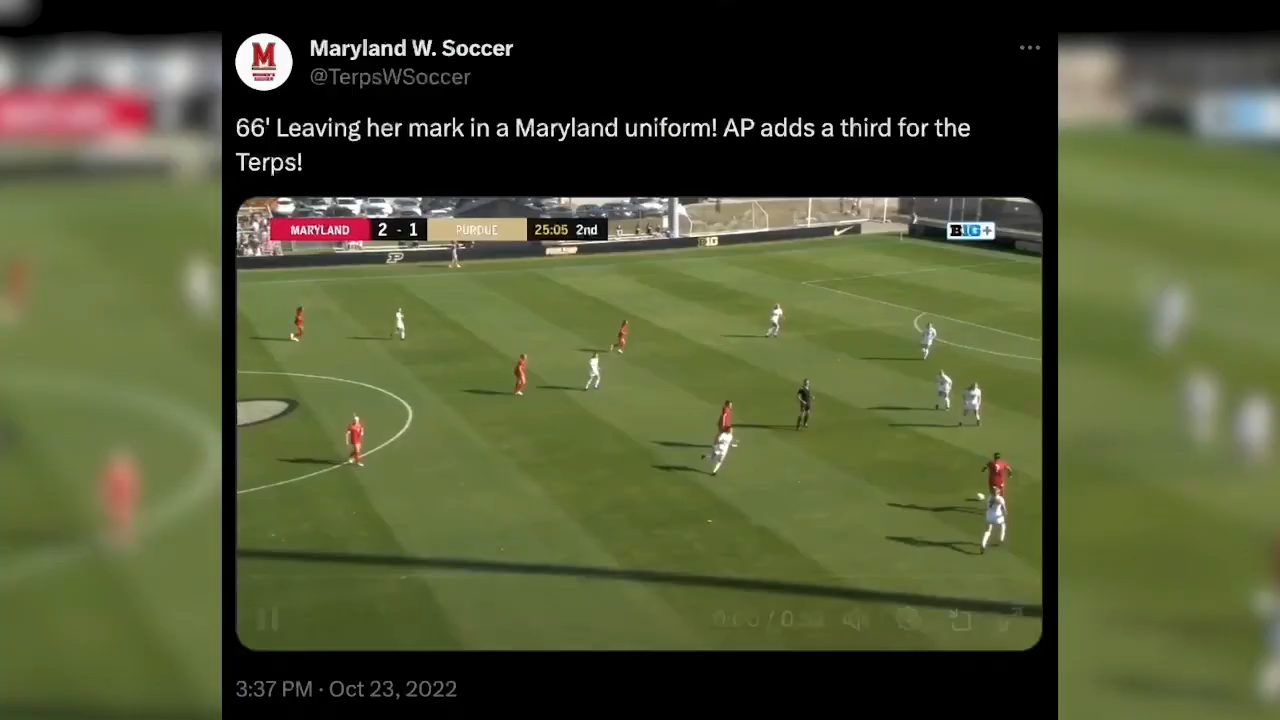 Maryland W. Soccer
@TerpsWSoccer
66' Leaving her mark in a Maryland uniform! AP adds a third for the
Terps!
MARYLAND 2 - 1 PURDUE 25:05 2nd
B1G+
B1G
P
3:37 PM · Oct 23, 2022